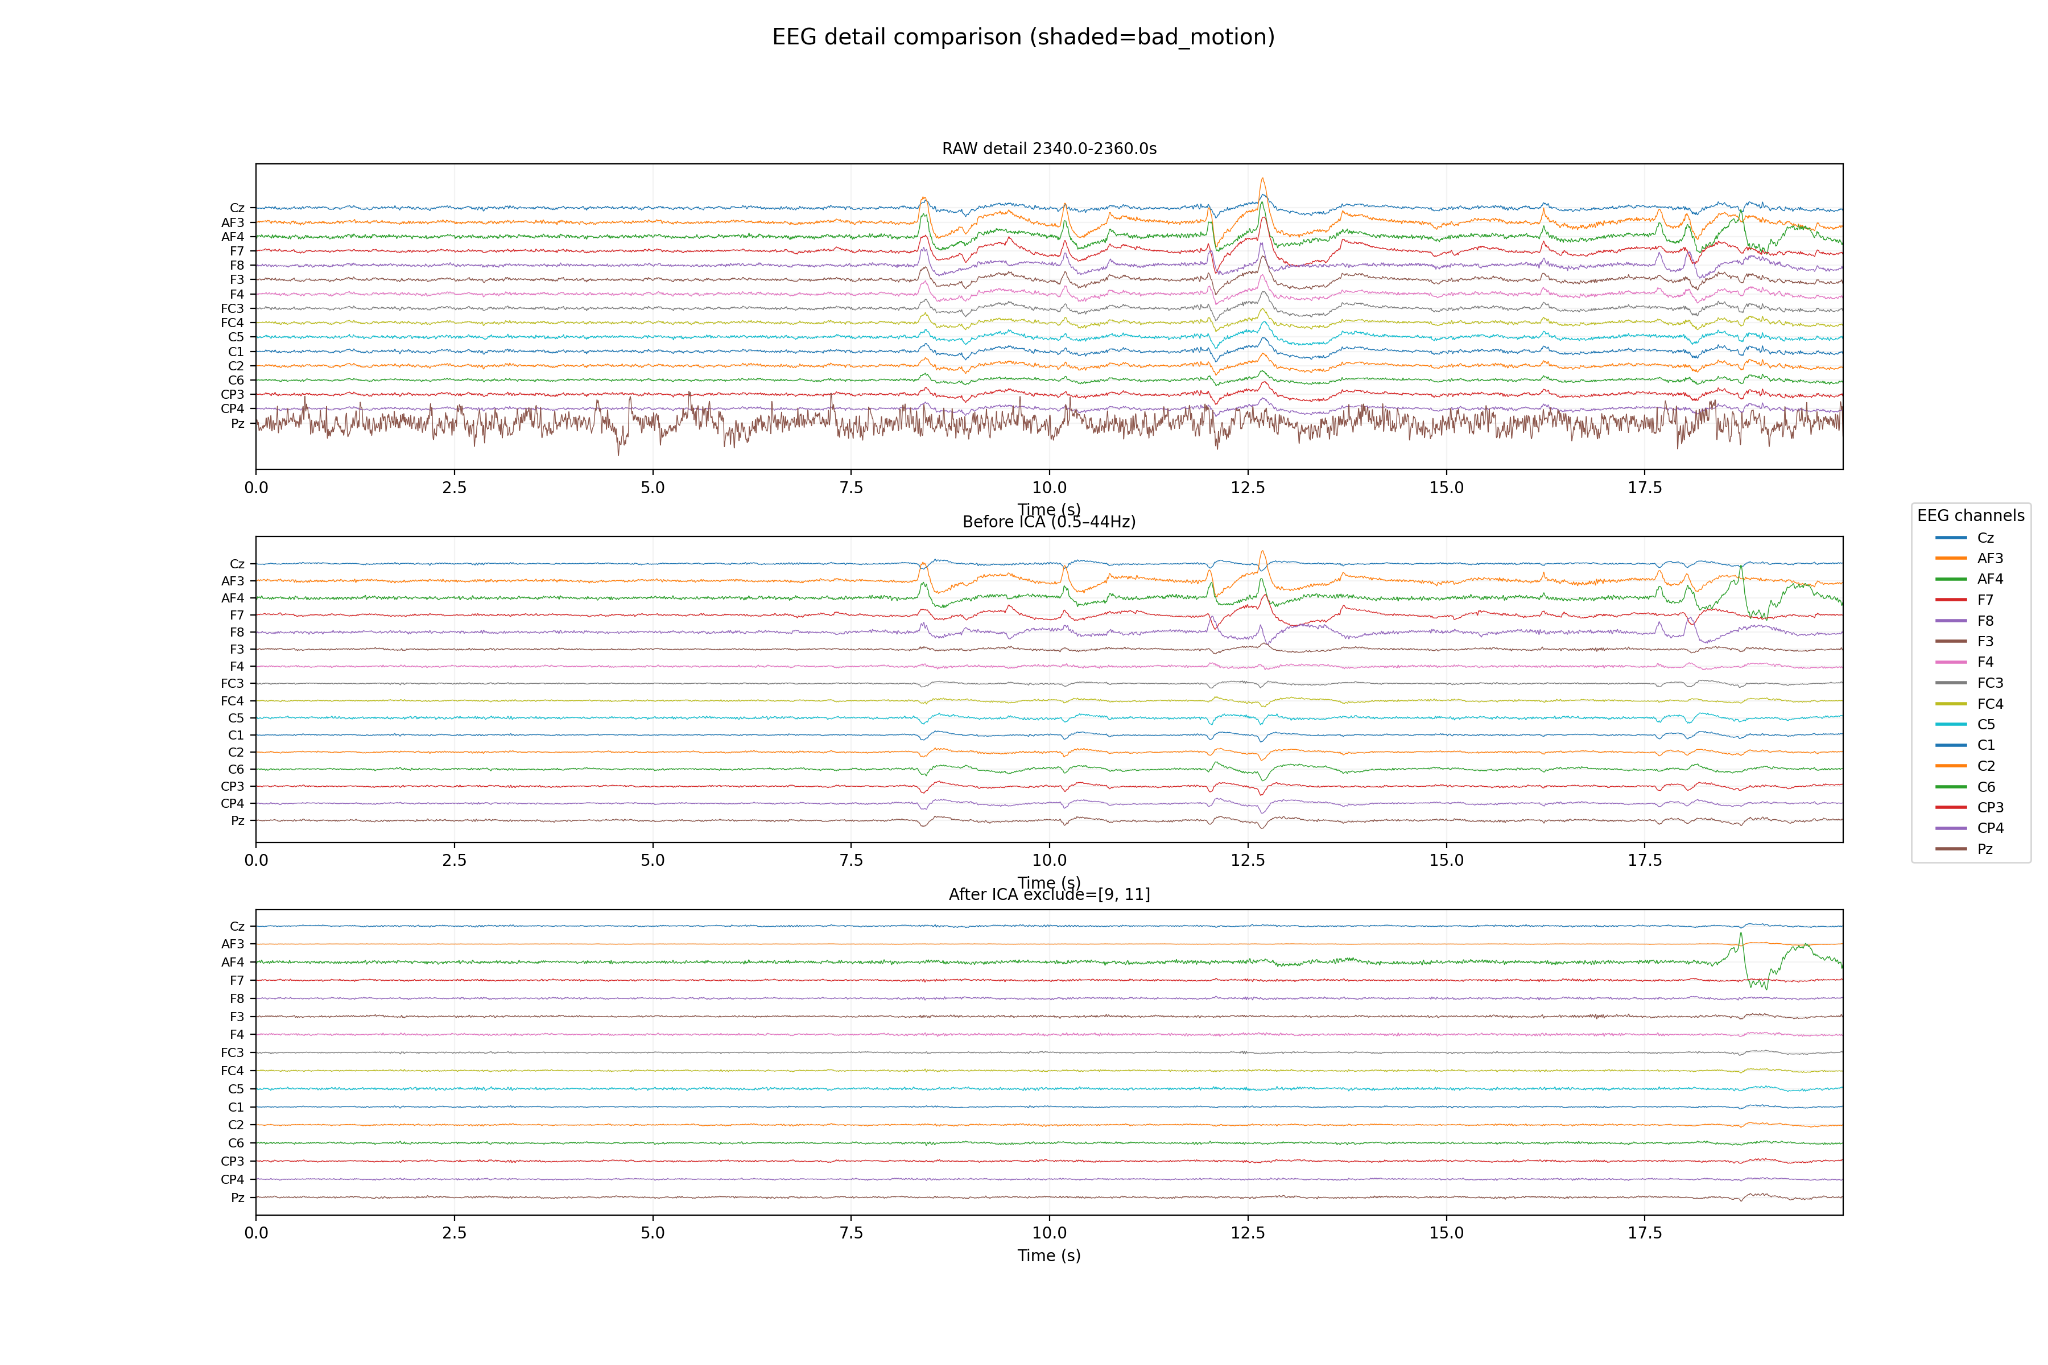 EEG detail comparison (shaded=bad_motion)
RAW detail 2340.0-2360.0s
Cz
AF3
AF4
F7
F8
F3
F4
FC3
FC4
C5
C1
C2
C6
CP3
CP4
Pz
0.0 2.5 5.0 7.5 10.0 12.5 15.0 17.5
Time (s)
Before ICA (0.5–44Hz)
Cz
AF3
AF4
F7
F8
F3
F4
FC3
FC4
C5
C1
C2
C6
CP3
CP4
Pz
0.0 2.5 5.0 7.5 10.0 12.5 15.0 17.5
Time (s)
After ICA exclude=[9, 11]
Cz
AF3
AF4
F7
F8
F3
F4
FC3
FC4
C5
C1
C2
C6
CP3
CP4
Pz
0.0 2.5 5.0 7.5 10.0 12.5 15.0 17.5
Time (s)
EEG channels
Cz
AF3
AF4
F7
F8
F3
F4
FC3
FC4
C5
C1
C2
C6
CP3
CP4
Pz